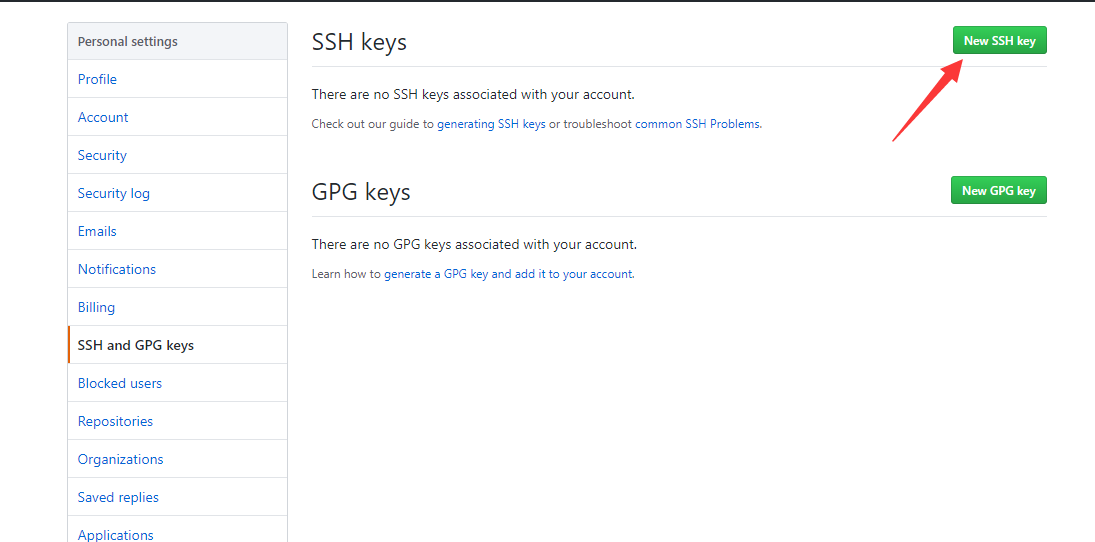 Personal settings
Profile
Account
Security
Security log
Emails
Notifications
Billing
SSH and GPG keys
Blocked users
Repositories
Organizations
Saved replies
Applications
SSH keys
New SSH key
There are no SSH keys associated with your account.
Check out our guide to generating SSH keys or troubleshoot common SSH Problems.
GPG keys
New GPG key
There are no GPG keys associated with your account.
Learn how to generate a GPG key and add it to your account.